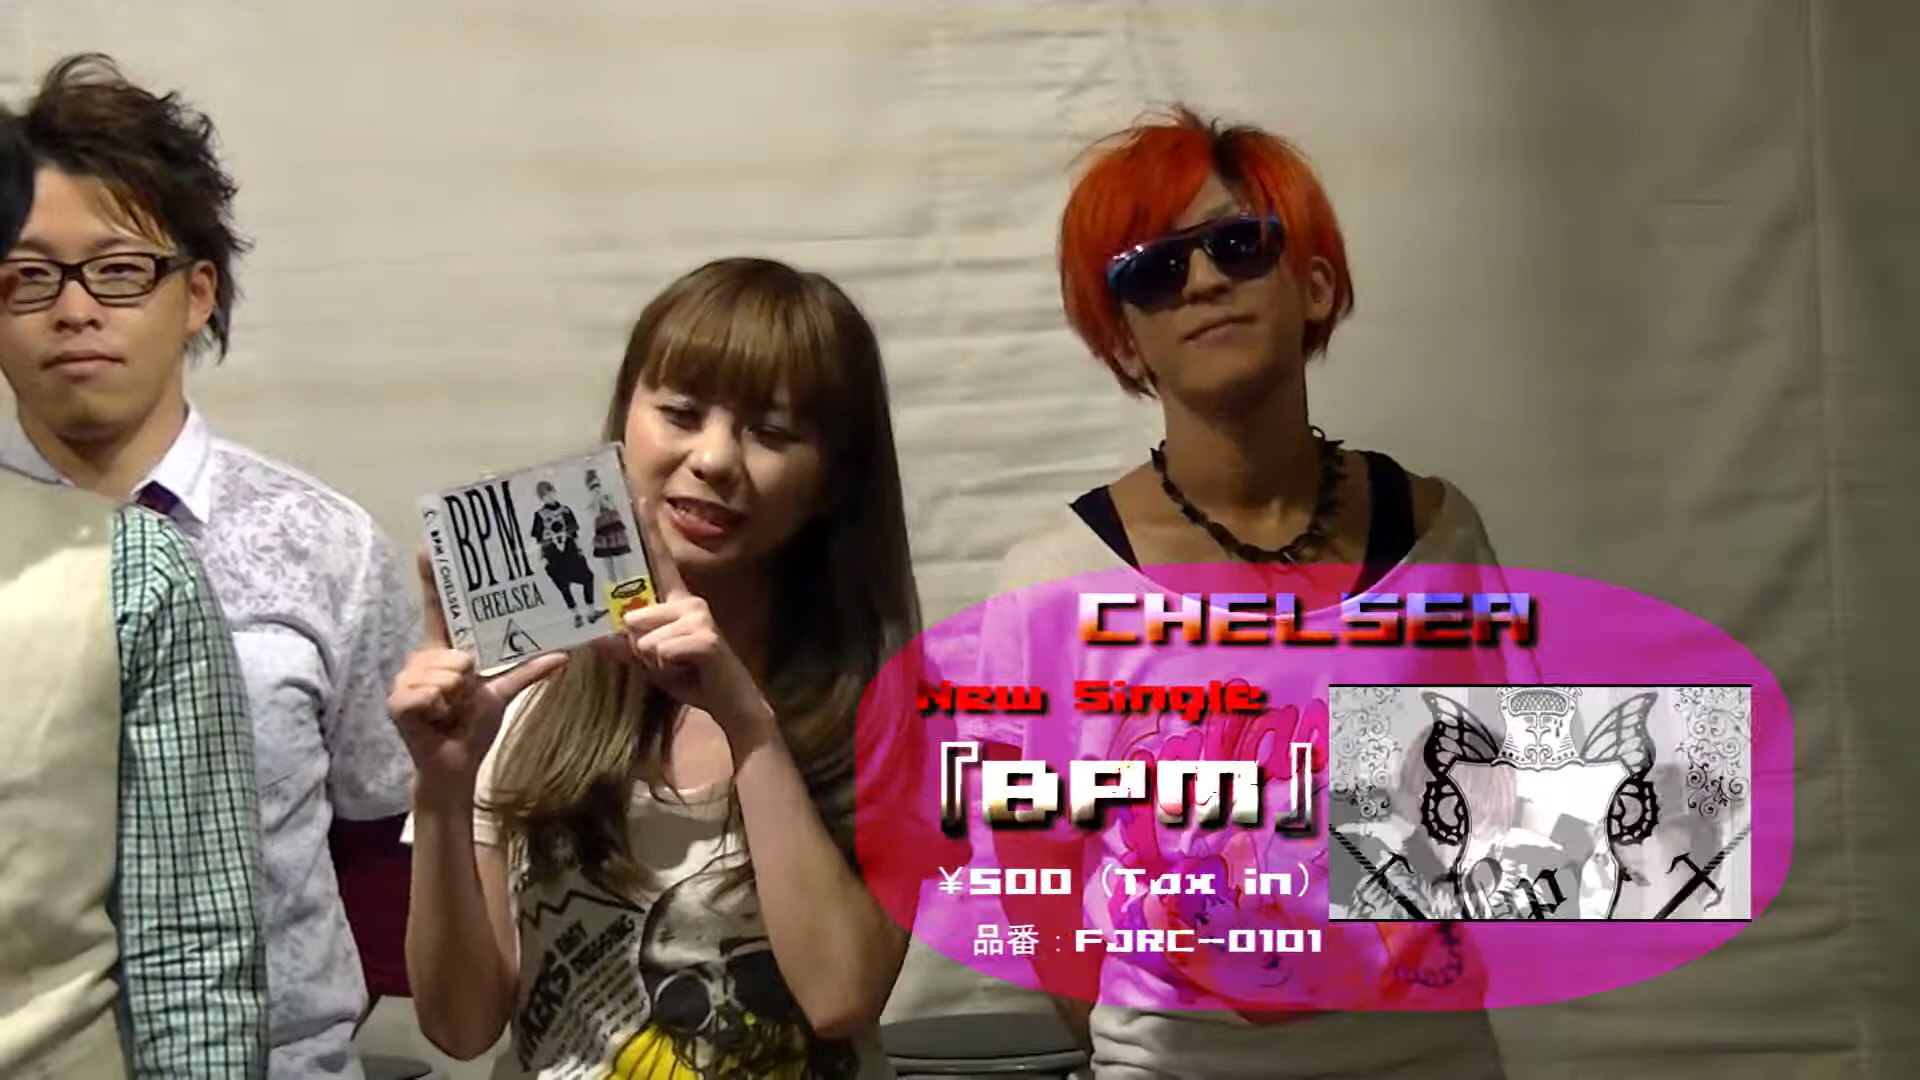 BPM
CHELSEA
BPM / CHELSEA
CHELSEA
New Single
『BPM』
¥500 (Tax in)
品番：FJRC-0101